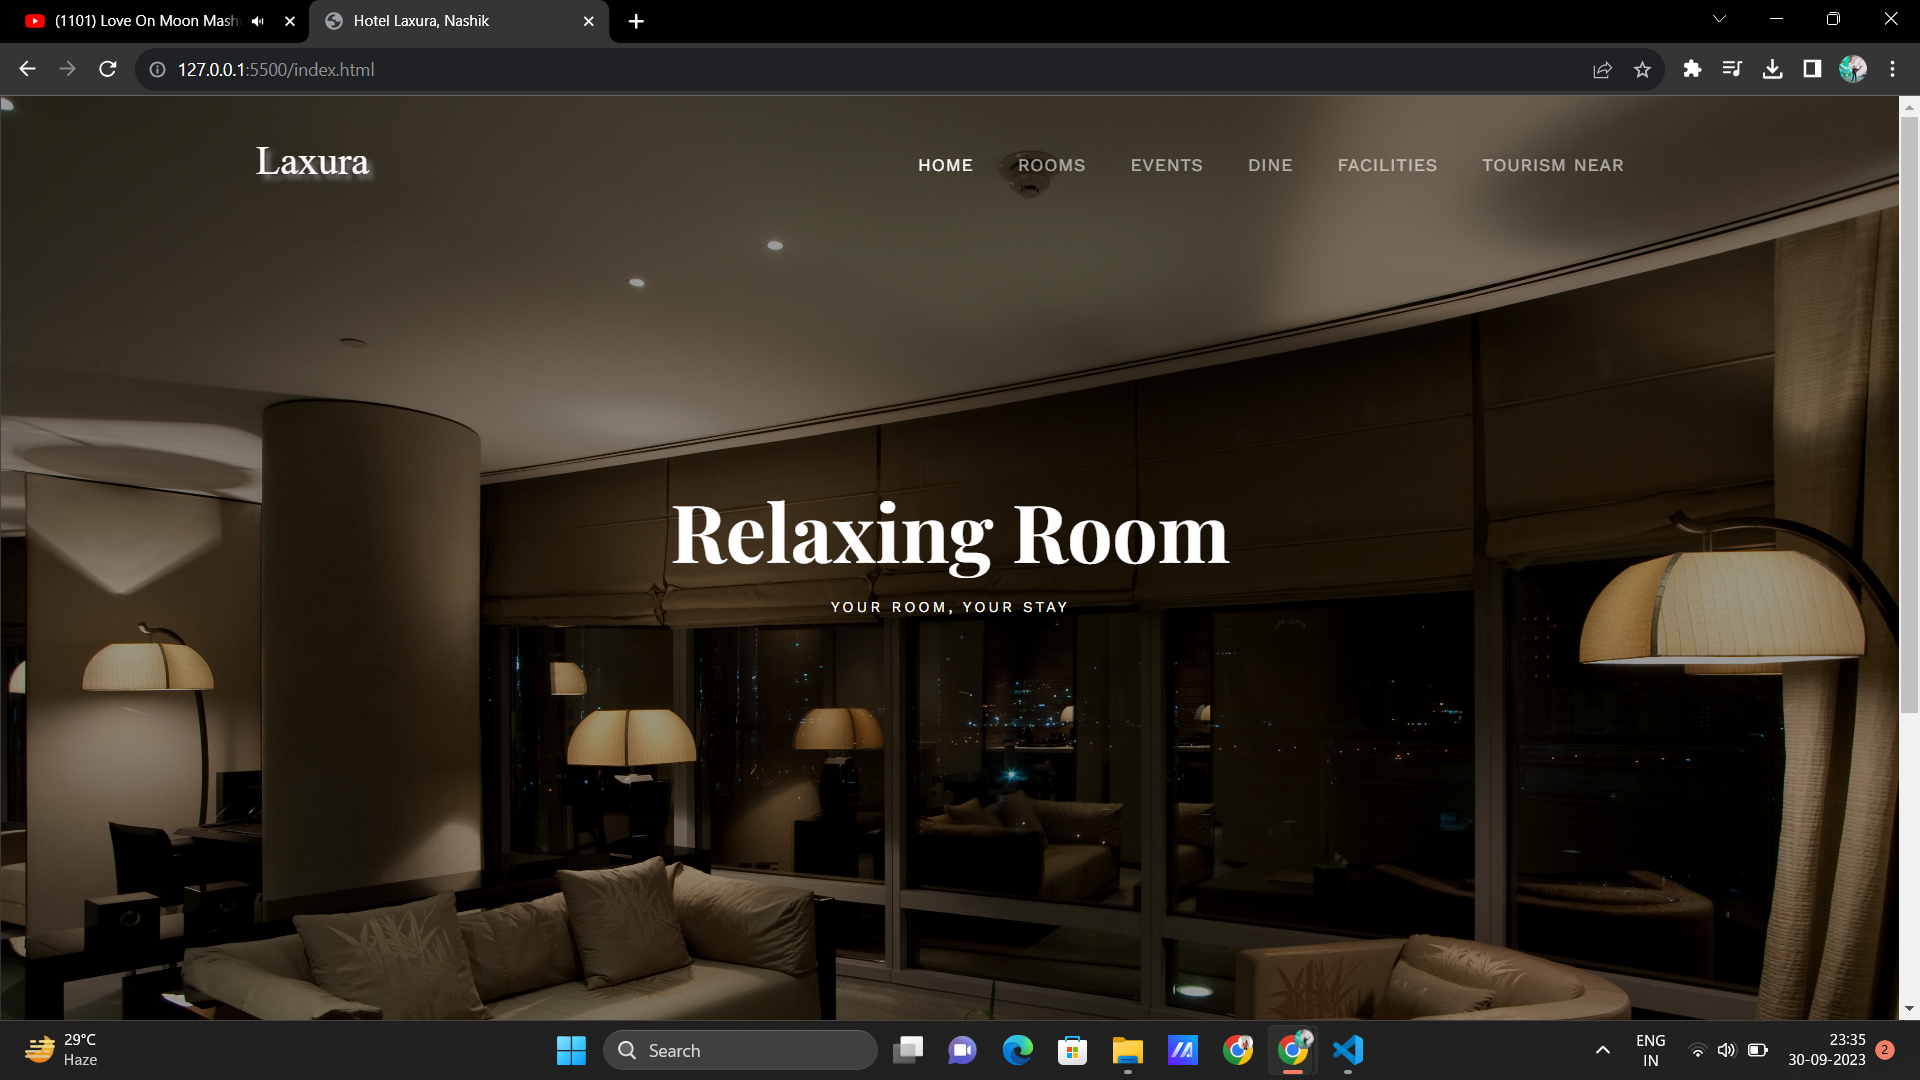 (1101) Love On Moon Mash
Hotel Laxura, Nashik
127.0.0.1:5500/index.html
Laxura
HOME ROOMS EVENTS DINE FACILITIES TOURISM NEAR
Relaxing Room
YOUR ROOM, YOUR STAY
29°C
Haze
Search
ENG
IN
23:35
30-09-2023
2